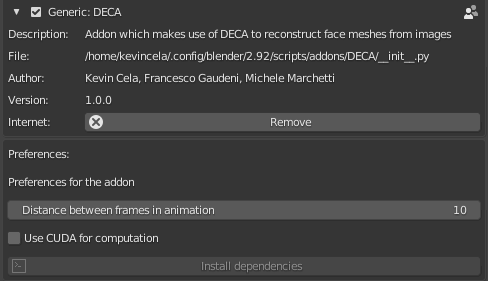 Generic: DECA
Description: Addon which makes use of DECA to reconstruct face meshes from images
File: /home/kevincela/.config/blender/2.92/scripts/addons/DECA/__init__.py
Author: Kevin Cela, Francesco Gaudeni, Michele Marchetti
Version: 1.0.0
Internet: Remove
Preferences:
Preferences for the addon
Distance between frames in animation 10
Use CUDA for computation
Install dependencies